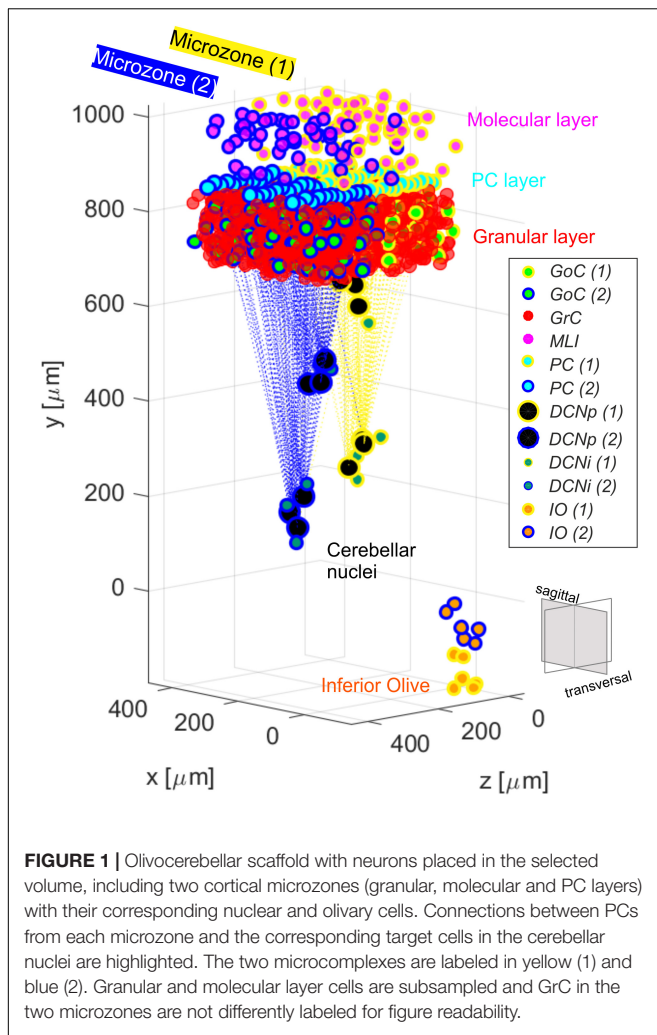 Microzone (1)
Microzone (2)
1000
800
600
400
200
0
y [μm]
Molecular layer
PC layer
Granular layer
GoC (1)
GoC (2)
GrC
MLI
PC (1)
PC (2)
DCNp (1)
DCNp (2)
DCNi (1)
DCNi (2)
IO (1)
IO (2)
Cerebellar
nuclei
sagittal
transversal
Inferior Olive
400
200
0
x [μm]
400
200
0
z [μm]
FIGURE 1 | Olivocerebellar scaffold with neurons placed in the selected
volume, including two cortical microzones (granular, molecular and PC layers)
with their corresponding nuclear and olivary cells. Connections between PCs
from each microzone and the corresponding target cells in the cerebellar
nuclei are highlighted. The two microcomplexes are labeled in yellow (1) and
blue (2). Granular and molecular layer cells are subsampled and GrC in the
two microzones are not differently labeled for figure readability.